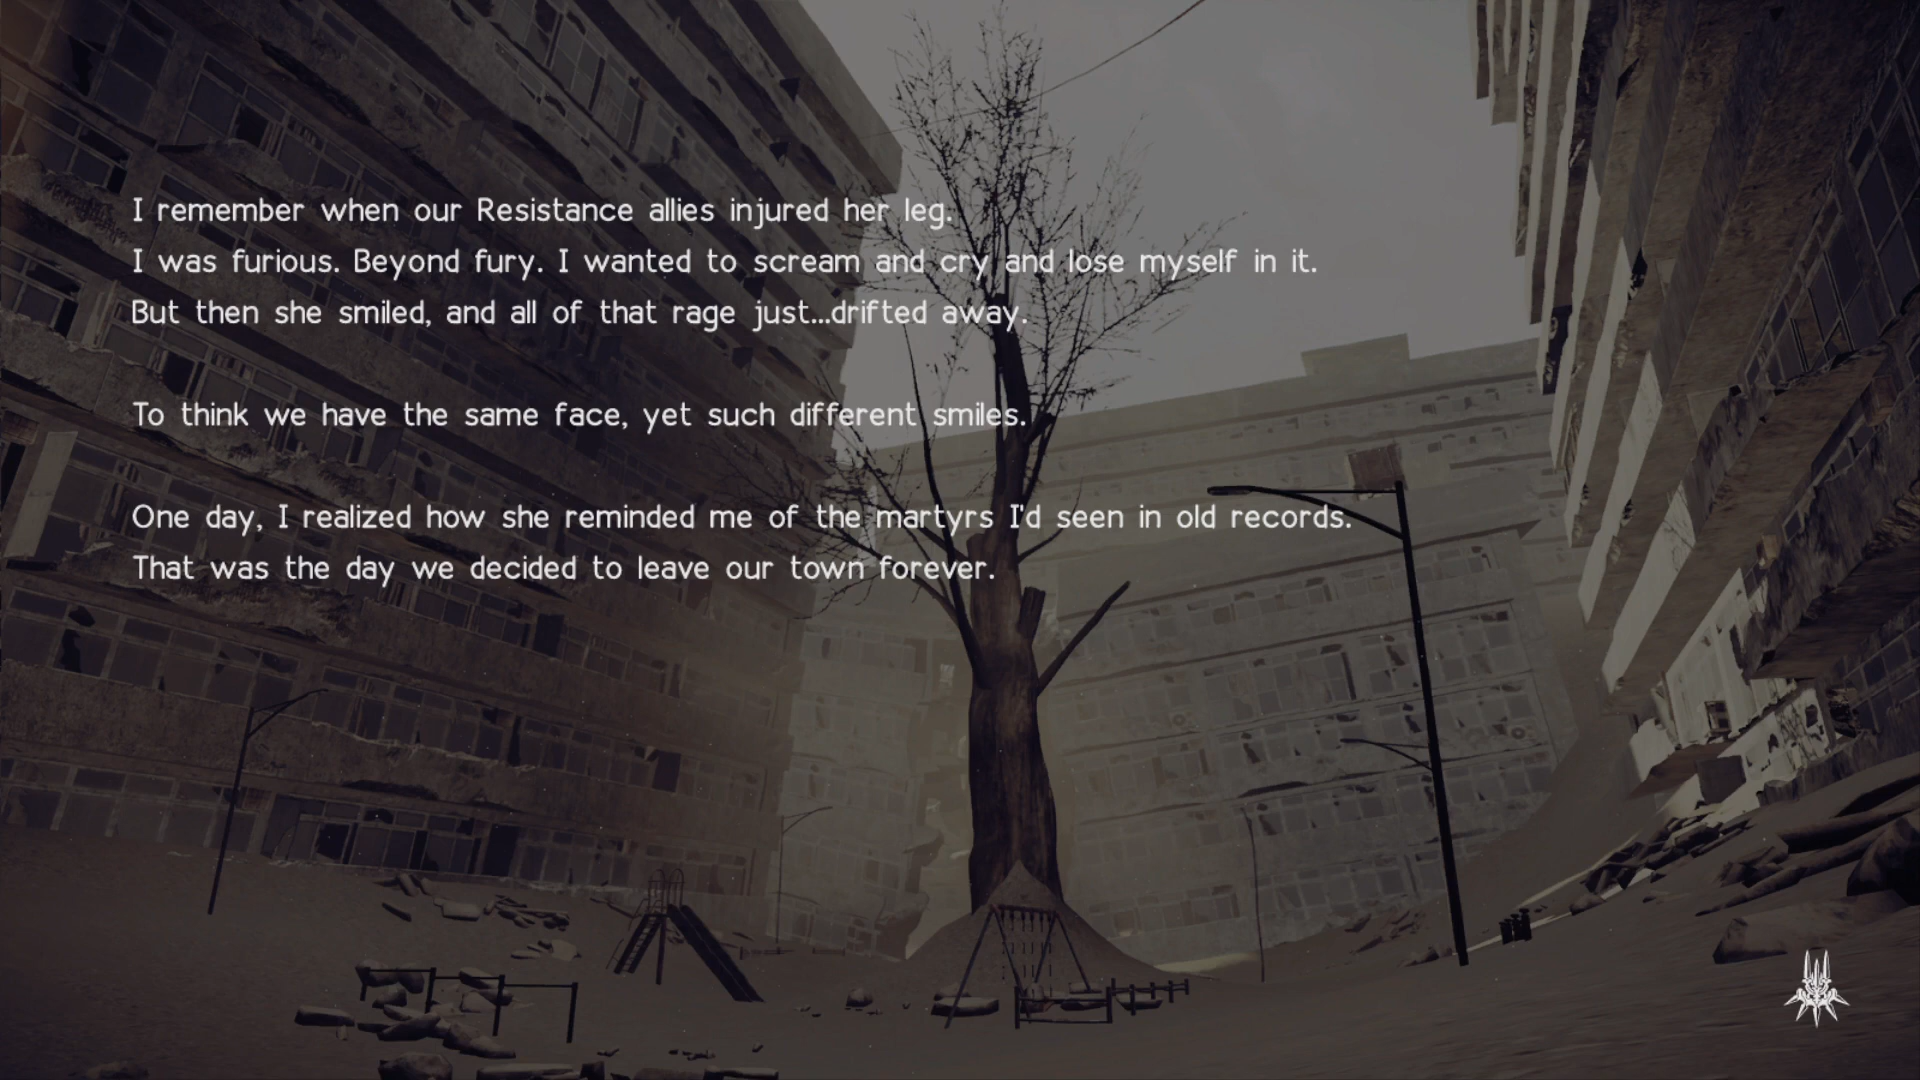 I remember when our Resistance allies injured her leg.
I was furious. Beyond fury. I wanted to scream and cry and lose myself in it.
But then she smiled, and all of that rage just...drifted away.
To think we have the same face, yet such different smiles.
One day, I realized how she reminded me of the martyrs I'd seen in old records.
That was the day we decided to leave our town forever.